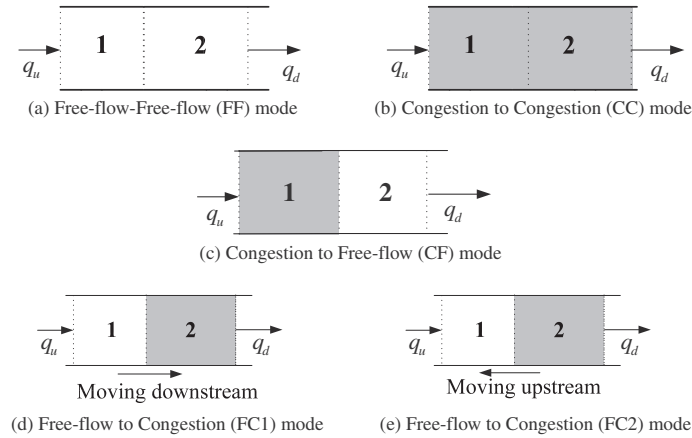 1 2
q_u q_d
(a) Free-flow-Free-flow (FF) mode
1 2
q_u q_d
(b) Congestion to Congestion (CC) mode
1 2
q_u q_d
(c) Congestion to Free-flow (CF) mode
1 2
q_u q_d
Moving downstream
(d) Free-flow to Congestion (FC1) mode
1 2
q_u q_d
Moving upstream
(e) Free-flow to Congestion (FC2) mode